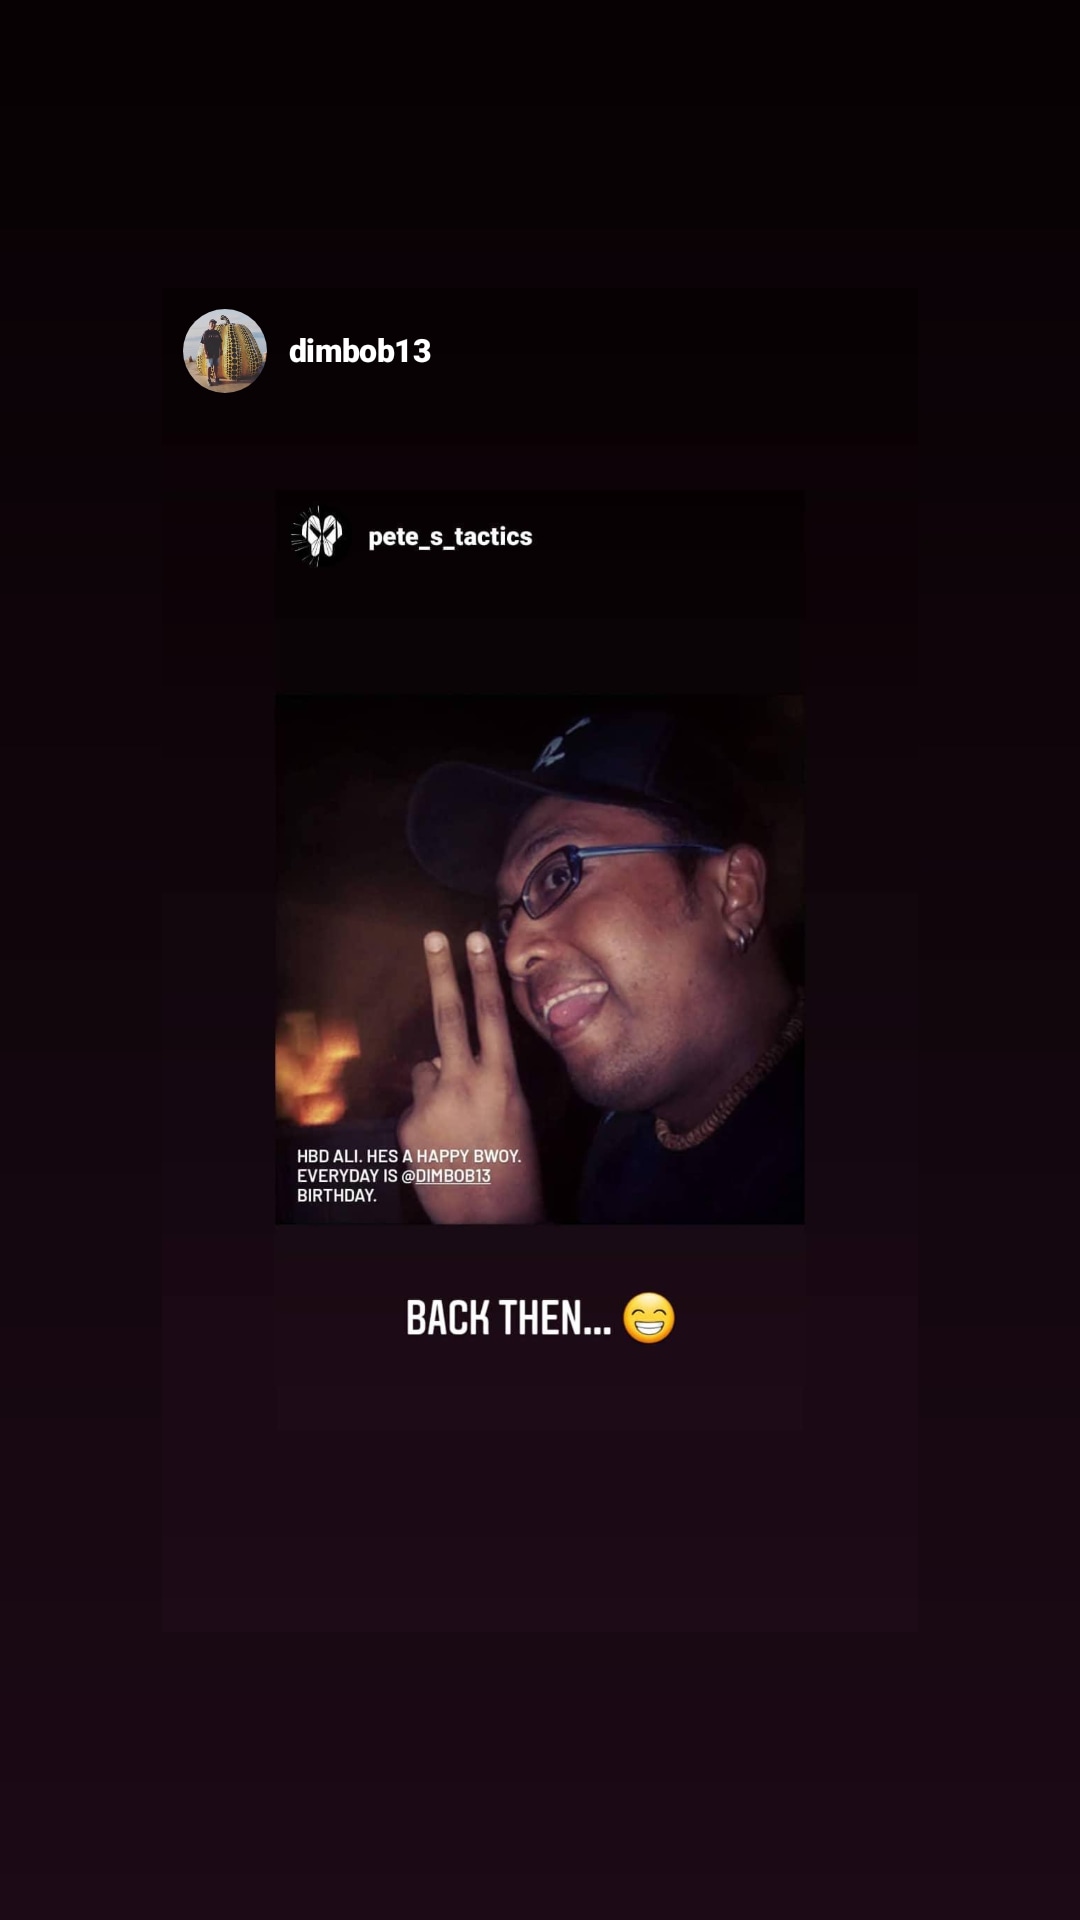 dimbob13
pete_s_tactics
HBD ALI. HES A HAPPY BWOY.
EVERYDAY IS @DIMBOB13
BIRTHDAY.
BACK THEN... 😁